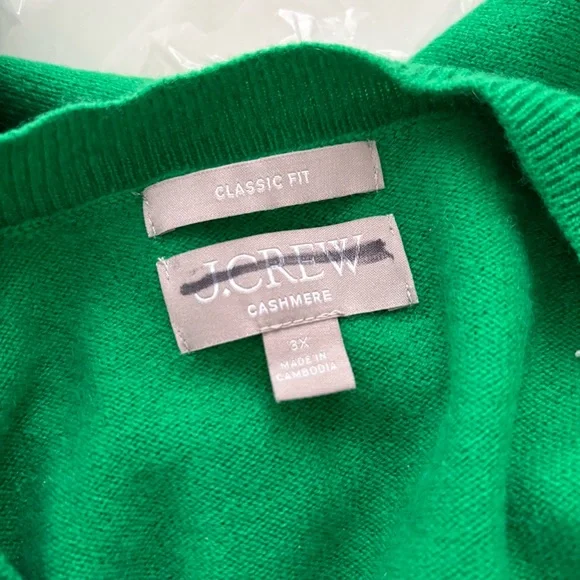 CLASSIC FIT
J.CREW
CASHMERE
3X
MADE IN
CAMBODIA